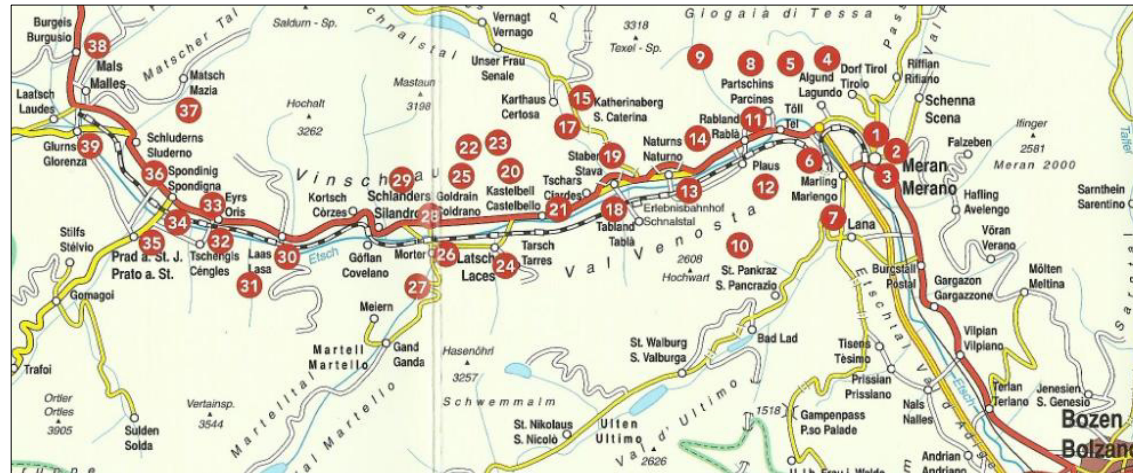 Burgeis
Burgusio
38
Mals
Malles
Laatsch
Laudes
39
Glurns
Glorenza
Matscher Tal
Saldurn - Sp.
Matsch
Mazia
37
Schluderns
Sluderno
36
Spondinig
Spondigna
34
35
Stilfs
Stélvio
Prad a. St. J.
Prato a. St.
Gomagoi
Trafoi
Ortler
Ortles
3905
Sulden
Solda
Vertainsp.
3544
33
Eyrs
Oris
32
Tschengls
Cèngles
31
Laas
Lasa
30
Hochalt
3262
Vinschgau
Kortsch
Còrzes
29
Schlanders
Silandro
Etsch
Göflan
Covelano
28
Goldrain
Goldrano
Morter
26
27
Meiern
Gand
Ganda
Martell
Martello
Martelltal
Mastaun
3198
22
23
25
20
Kastelbell
Castelbello
21
Latsch
Laces
24
Tarsch
Tarres
Hasenöhrl
3257
Schwemmalm
Vernagt
Vernago
Unser Frau
Senale
Karthaus
Certosa
15
Katherinaberg
S. Caterina
17
19
Staben
Stava
Tschars
Ciardes
18
Tabland
Tablà
Erlebnisbahnhof
Schnalstal
Naturns
Naturno
14
13
Val Venosta
3318
Texel - Sp.
Giogaia di Tessa
9
8
Partschins
Parcines
5
4
Algund
Lagundo
Dorf Tirol
Tirolo
Riffian
Rifiano
11
Rabland
Rablà
Töll
Tel
Plaus
12
6
Marling
Marlengo
1
2
3
Meran
Merano
Schenna
Scena
Falzeben
Ifinger
2581
Meran 2000
Hafling
Avelengo
Sarnthein
Sarentino
Vöran
Verano
Mölten
Meltina
7
Lana
10
2608
Hochwart
St. Pankraz
S. Pancrazio
Bad Lad
St. Walburg
S. Valburga
St. Nikolaus
S. Nicolò
Ulten
Ultimo
Val d' Ultimo
2626
Burgstall
Postal
Gargazon
Gargazzone
Vilpian
Vilpiano
Tisens
Tèsimo
Prissian
Prissiano
Nals
Nalles
Etsch
Terlan
Terlano
Jenesien
S. Genesio
1518
Gampenpass
P.so Palade
Andrian
Andriano
Bozen
Bolzano